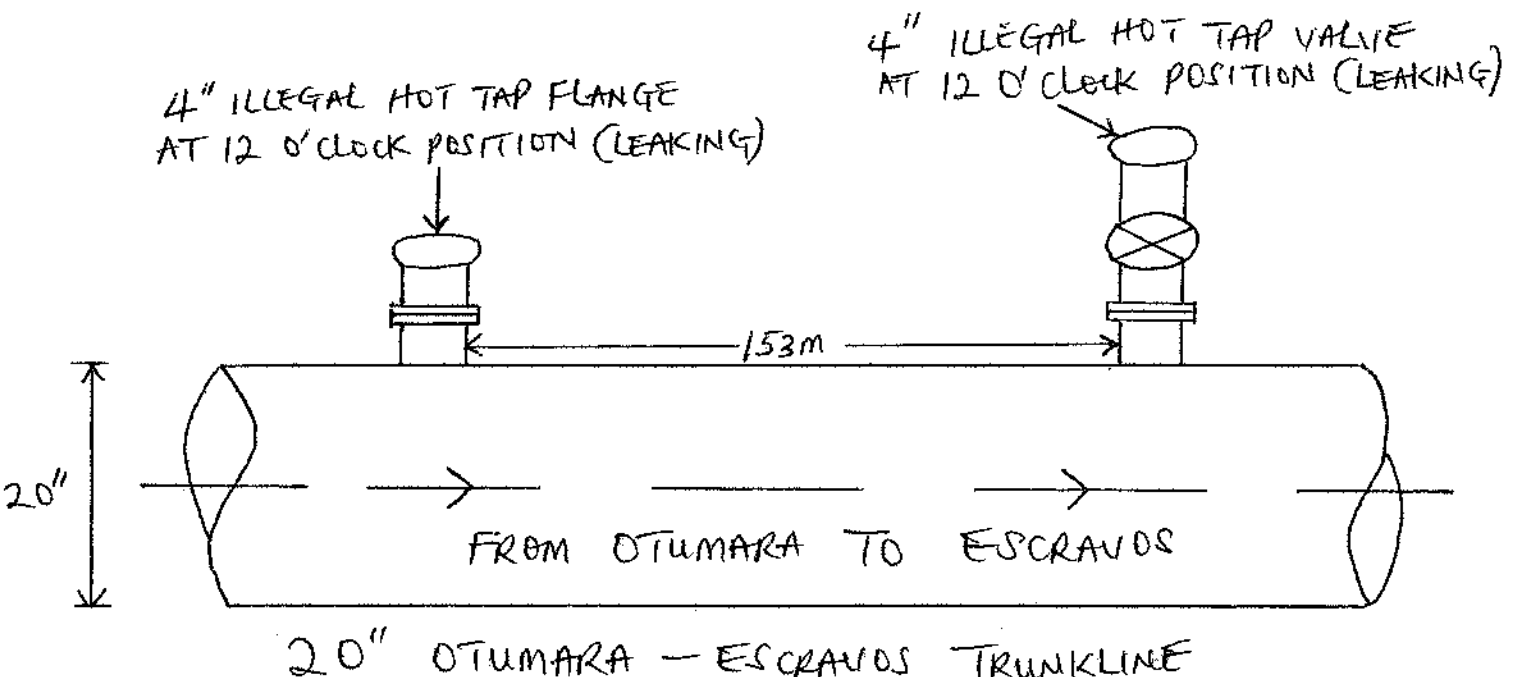 4" ILLEGAL HOT TAP VALVE
AT 12 O'Clock POSITION (LEAKING)
4" ILLEGAL HOT TAP FLANGE
AT 12 O'Clock POSITION (LEAKING)
153m
20"
FROM OTUMARA TO ESCRAVOS
20" OTUMARA - ESCRAVOS TRUNKLINE